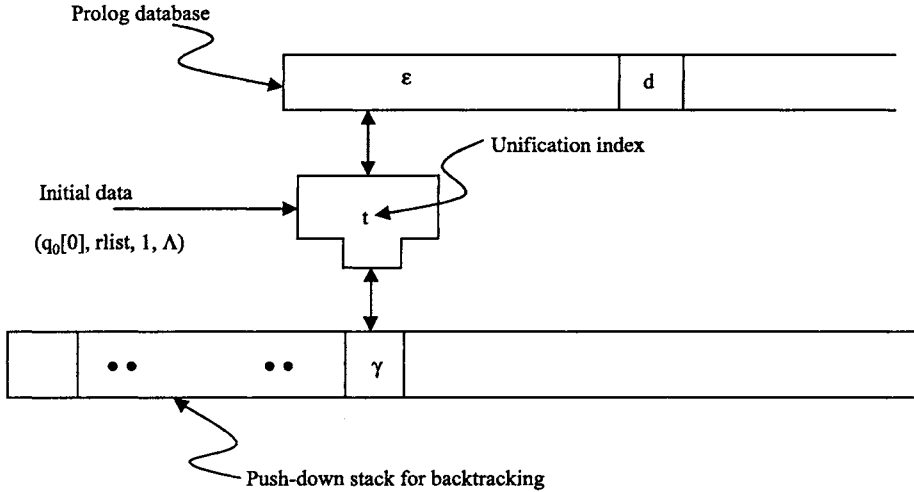 Prolog database
ε
d
Unification index
Initial data
t
(q₀[0], rlist, 1, Λ)
γ
Push-down stack for backtracking